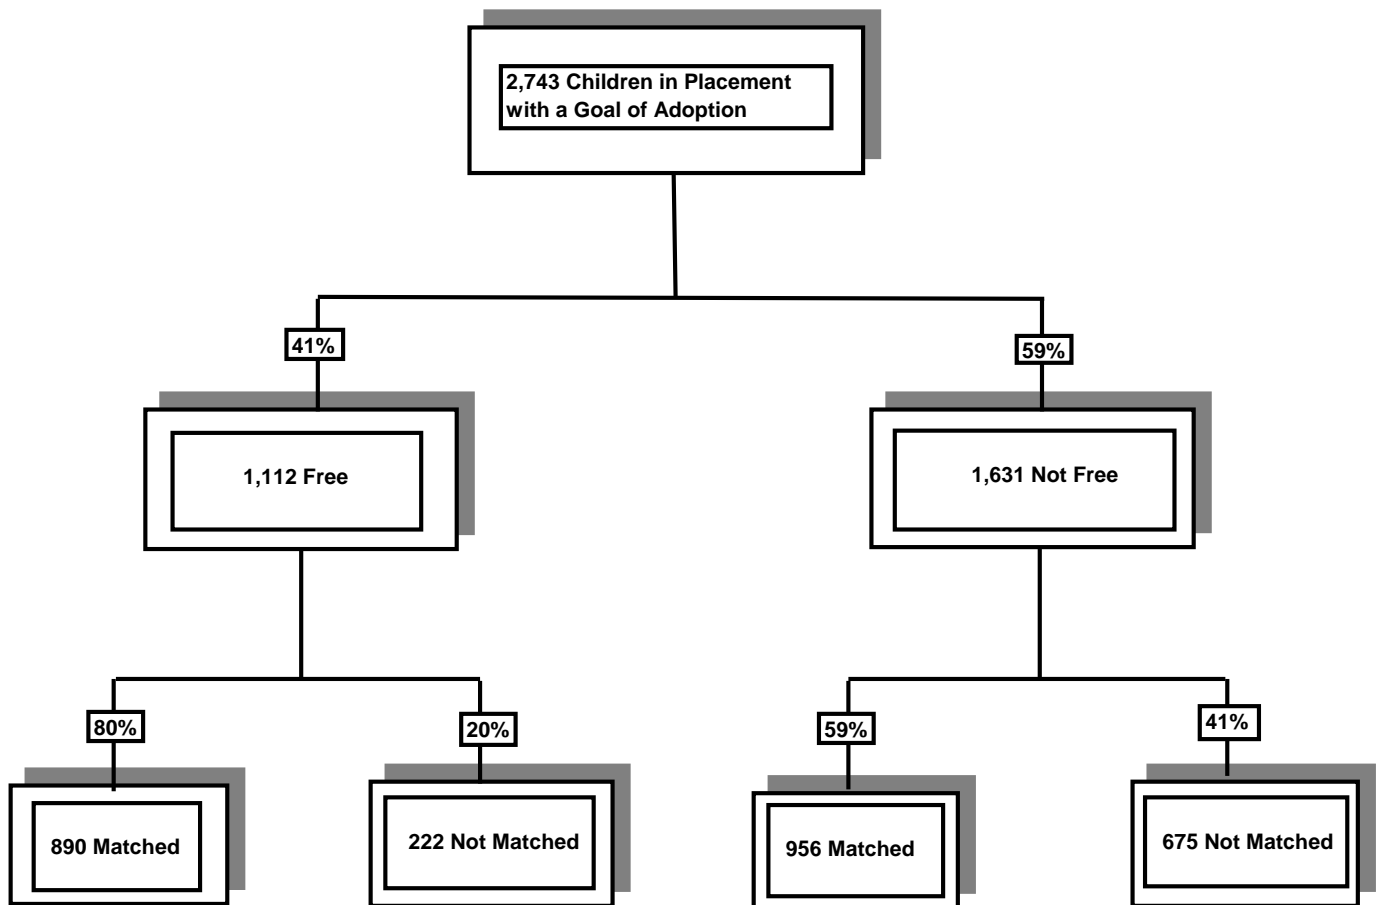 2,743 Children in Placement
with a Goal of Adoption
41%
59%
1,112 Free
1,631 Not Free
80%
20%
59%
41%
890 Matched
222 Not Matched
956 Matched
675 Not Matched